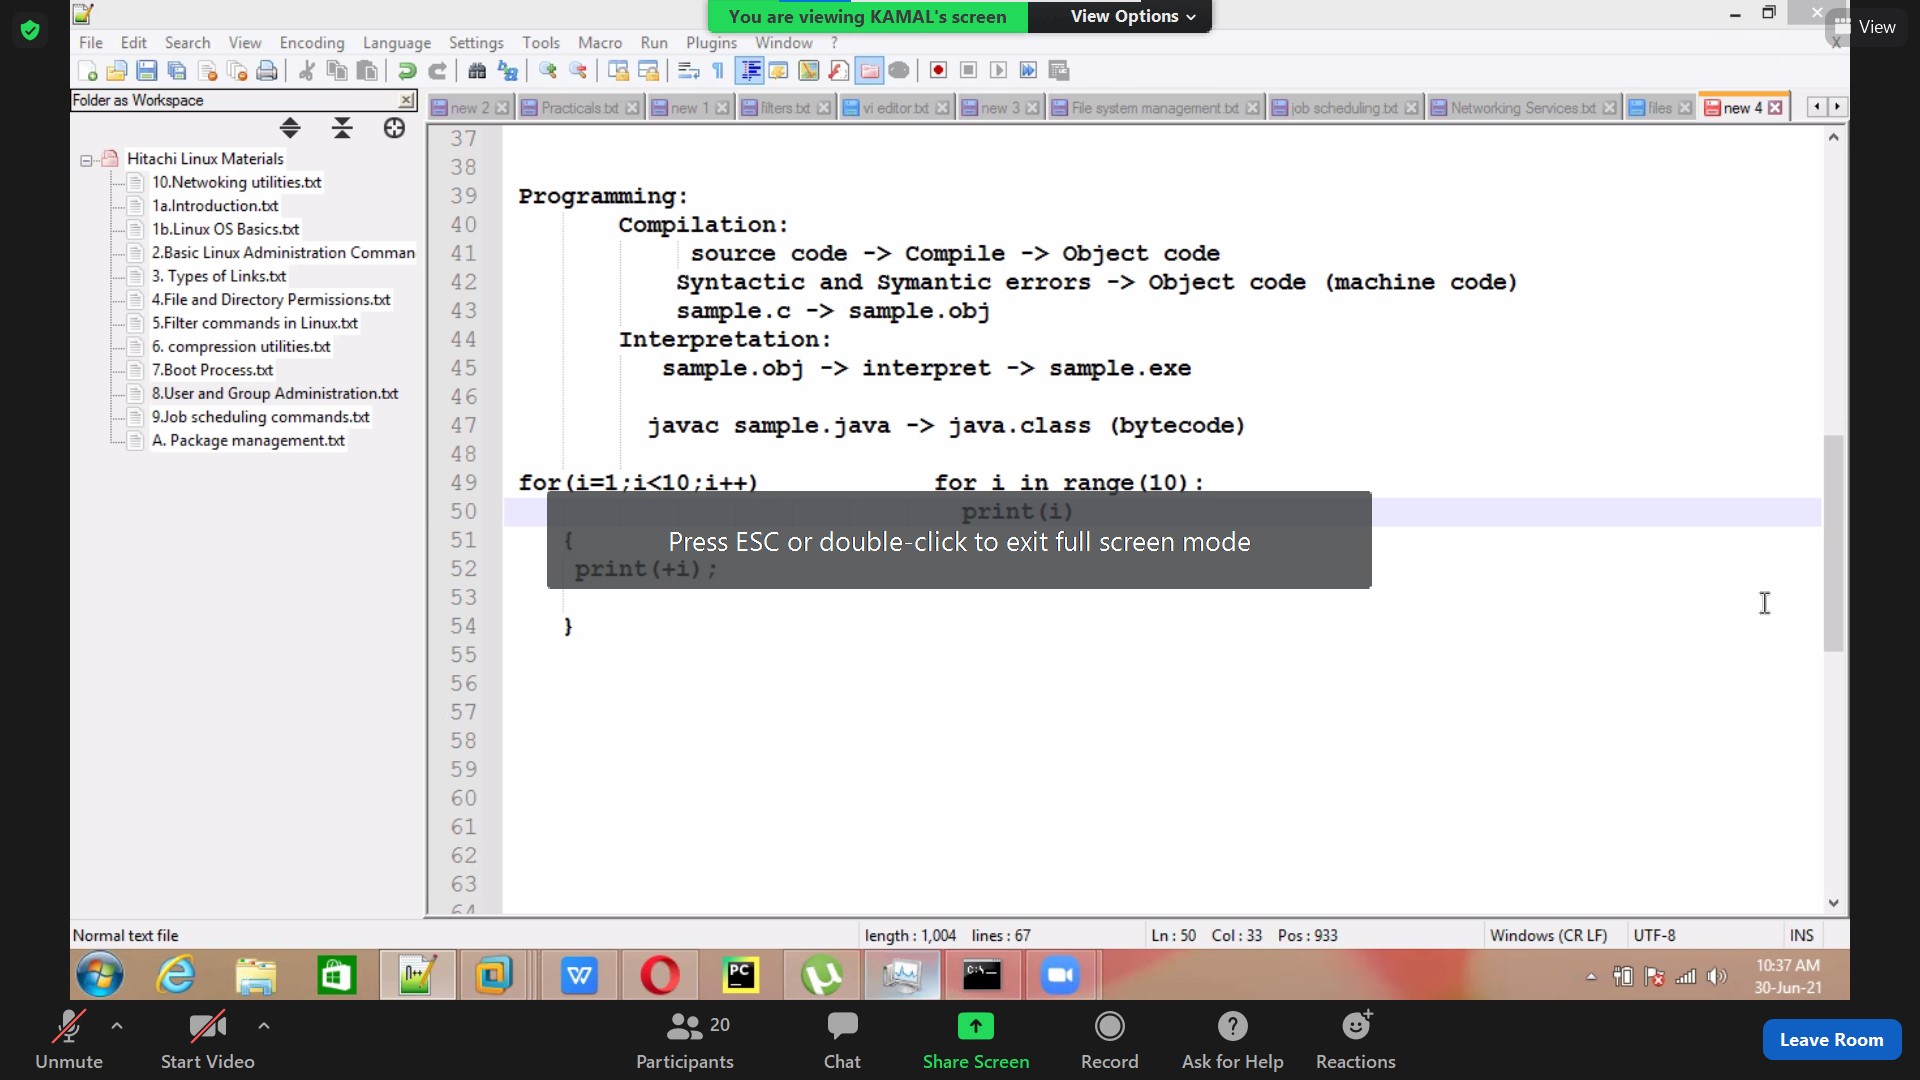 You are viewing KAMAL's screen
View Options
View
File Edit Search View Encoding Language Settings Tools Macro Run Plugins Window ?
Folder as Workspace
new 2 Practicals.txt new 1 filters.txt vi editor.txt new 3 File system management.txt job scheduling.txt Networking Services.txt files new 4
Hitachi Linux Materials
10.Netwoking utilities.txt
1a.Introduction.txt
1b.Linux OS Basics.txt
2.Basic Linux Administration Comman
3. Types of Links.txt
4.File and Directory Permissions.txt
5.Filter commands in Linux.txt
6. compression utilities.txt
7.Boot Process.txt
8.User and Group Administration.txt
9.Job scheduling commands.txt
A. Package management.txt
37
38
39 Programming:
40 Compilation:
41 source code -> Compile -> Object code
42 Syntactic and Symantic errors -> Object code (machine code)
43 sample.c -> sample.obj
44 Interpretation:
45 sample.obj -> interpret -> sample.exe
46
47 javac sample.java -> java.class (bytecode)
48
49 for(i=1;i<10;i++) for i in range(10):
50 print(i)
51 {
Press ESC or double-click to exit full screen mode
52 print(+i);
53
54 }
55
56
57
58
59
60
61
62
63
64
Normal text file length : 1,004 lines : 67 Ln : 50 Col : 33 Pos : 933 Windows (CR LF) UTF-8 INS
10:37 AM
30-Jun-21
Unmute
Start Video
20
Participants
Chat
Share Screen
Record
Ask for Help
Reactions
Leave Room